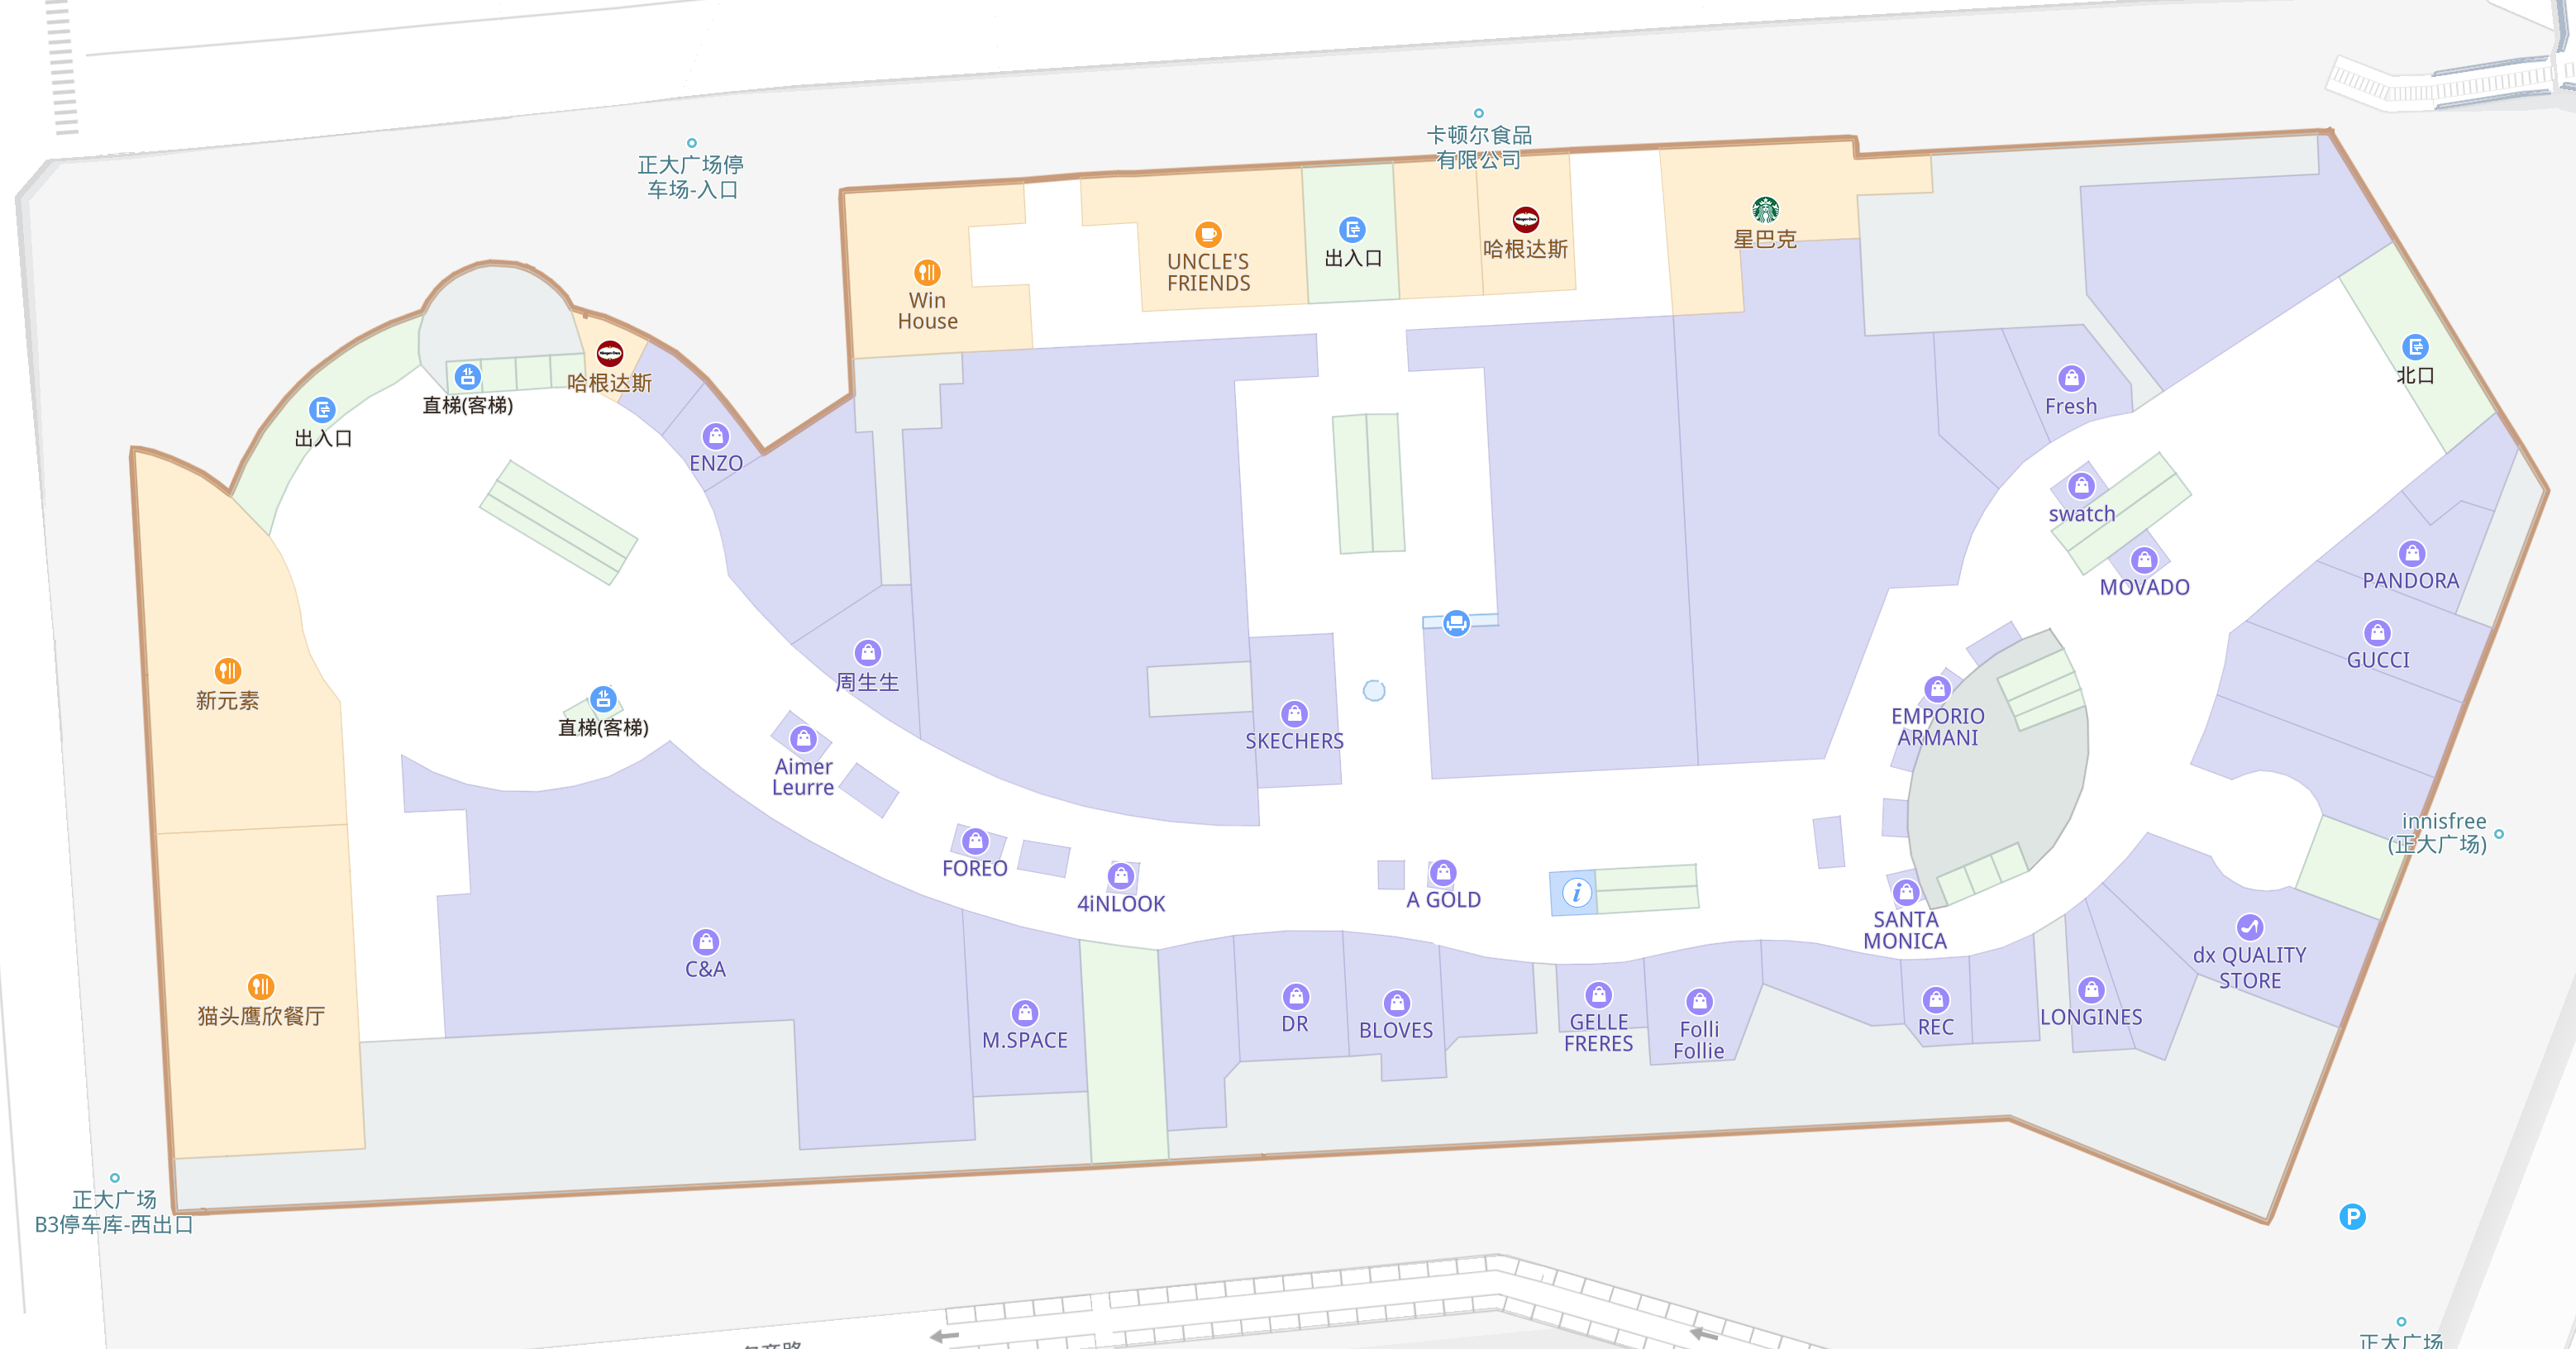 卡顿尔食品
有限公司
正大广场停
车场-入口
星巴克
UNCLE'S
FRIENDS
出入口
哈根达斯
Win
House
北口
直梯(客梯)
哈根达斯
出入口
ENZO
Fresh
swatch
MOVADO
PANDORA
GUCCI
新元素
直梯(客梯)
周生生
SKECHERS
EMPORIO
ARMANI
Aimer
Leurre
innisfree
(正大广场)
FOREO
4iNLOOK
A GOLD
i
SANTA
MONICA
C&A
dx QUALITY
STORE
猫头鹰欣餐厅
M.SPACE
DR
BLOVES
GELLE
FRERES
Folli
Follie
REC
LONGINES
正大广场
B3停车库-西出口
P
正大广场